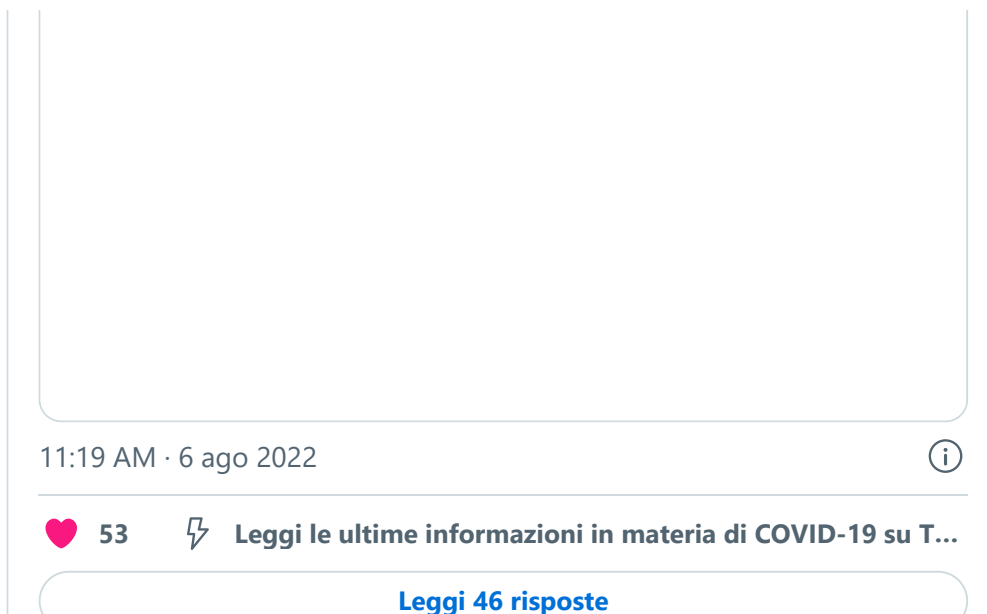 11:19 AM · 6 ago 2022
53 Leggi le ultime informazioni in materia di COVID-19 su T...
Leggi 46 risposte